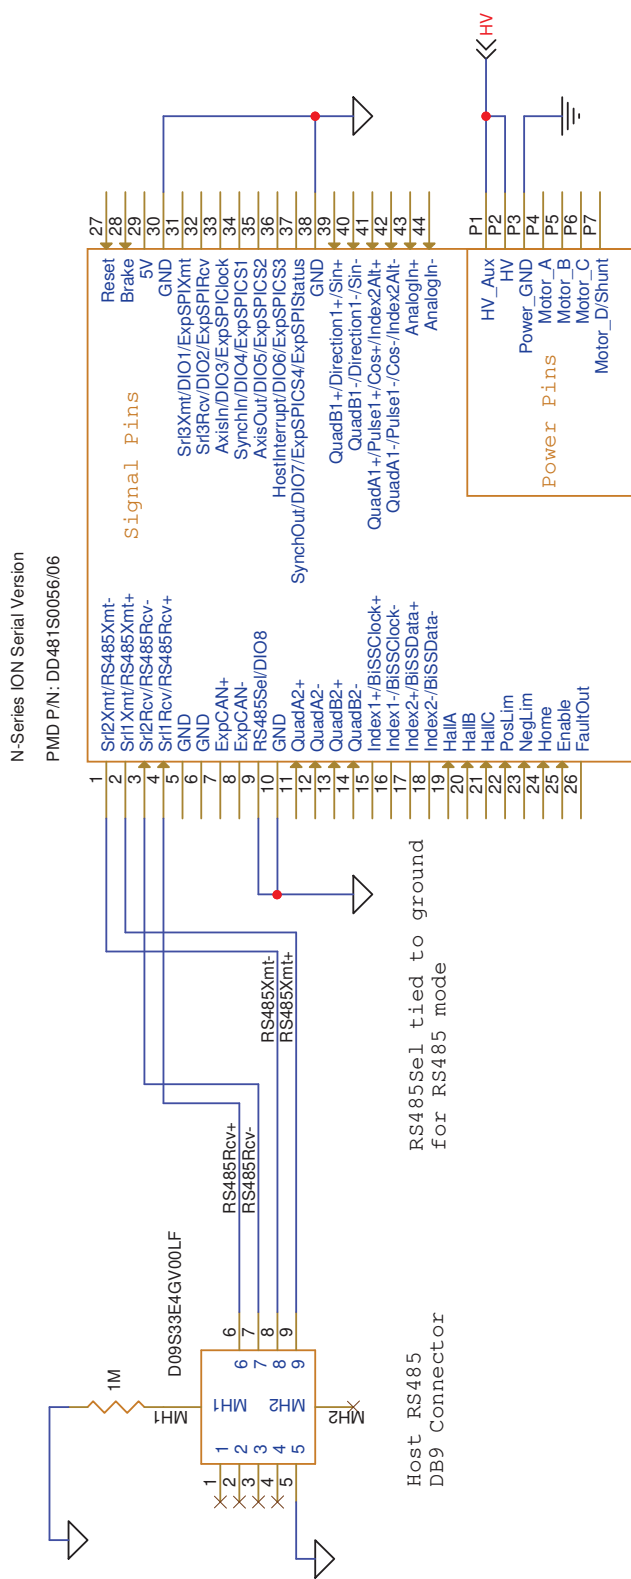 N-Series ION Serial Version
PMD P/N: DD481S0056/06
Signal Pins
1 Srl2Xmt/RS485Xmt-
2 Srl1Xmt/RS485Xmt+
3 Srl2Rcv/RS485Rcv-
4 Srl1Rcv/RS485Rcv+
5 GND
6 GND
7 ExpCAN+
8 ExpCAN-
9 RS485Sel/DIO8
10 GND
11 QuadA2+
12 QuadA2-
13 QuadB2+
14 QuadB2-
15 Index1+/BiSSClock+
16 Index1-/BiSSClock-
17 Index2+/BiSSData+
18 Index2-/BiSSData-
19 HallA
20 HallB
21 HallC
22 PosLim
23 NegLim
24 Home
25 Enable
26 FaultOut
Reset 27
Brake 28
5V 29
GND 30
31
Srl3Xmt/DIO1/ExpSPIXmt 32
Srl3Rcv/DIO2/ExpSPIRcv 33
AxisIn/DIO3/ExpSPIClock 34
SynchIn/DIO4/ExpSPICS1 35
AxisOut/DIO5/ExpSPICS2 36
HostInterrupt/DIO6/ExpSPICS3 37
SynchOut/DIO7/ExpSPICS4/ExpSPIStatus 38
GND 39
QuadB1+/Direction1+/Sin+ 40
QuadB1-/Direction1-/Sin- 41
QuadA1+/Pulse1+/Cos+/Index2Alt+ 42
QuadA1-/Pulse1-/Cos-/Index2Alt- 43
AnalogIn+ 44
AnalogIn-
Power Pins
HV_Aux P1
HV P2
Power_GND P3
Motor_A P4
Motor_B P5
Motor_C P6
Motor_D/Shunt P7
HV
RS485Rcv+
RS485Rcv-
RS485Xmt-
RS485Xmt+
RS485Sel tied to ground
for RS485 mode
D09S33E4GV00LF
1M
MH1
MH1
MH2
MH2
1 1
2 2
3 3
4 4
5 5
6 6
7 7
8 8
9 9
Host RS485
DB9 Connector